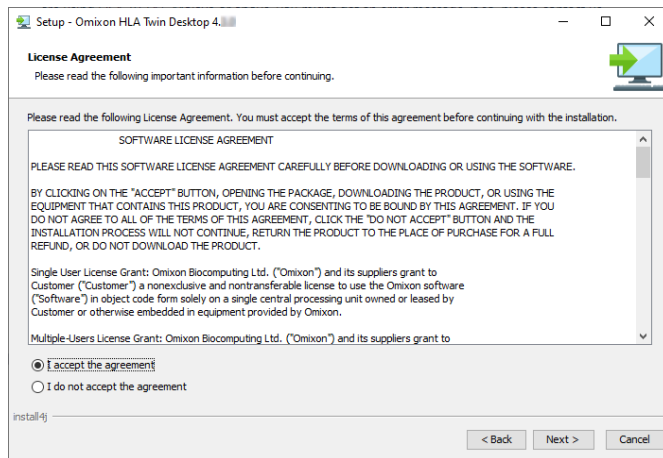 Setup - Omixon HLA Twin Desktop 4.
License Agreement
Please read the following important information before continuing.
Please read the following License Agreement. You must accept the terms of this agreement before continuing with the installation.
SOFTWARE LICENSE AGREEMENT
PLEASE READ THIS SOFTWARE LICENSE AGREEMENT CAREFULLY BEFORE DOWNLOADING OR USING THE SOFTWARE.
BY CLICKING ON THE "ACCEPT" BUTTON, OPENING THE PACKAGE, DOWNLOADING THE PRODUCT, OR USING THE
EQUIPMENT THAT CONTAINS THIS PRODUCT, YOU ARE CONSENTING TO BE BOUND BY THIS AGREEMENT. IF YOU
DO NOT AGREE TO ALL OF THE TERMS OF THIS AGREEMENT, CLICK THE "DO NOT ACCEPT" BUTTON AND THE
INSTALLATION PROCESS WILL NOT CONTINUE, RETURN THE PRODUCT TO THE PLACE OF PURCHASE FOR A FULL
REFUND, OR DO NOT DOWNLOAD THE PRODUCT.
Single User License Grant: Omixon Biocomputing Ltd. ("Omixon") and its suppliers grant to
Customer ("Customer") a nonexclusive and nontransferable license to use the Omixon software
("Software") in object code form solely on a single central processing unit owned or leased by
Customer or otherwise embedded in equipment provided by Omixon.
Multiple-Users License Grant: Omixon Biocomputing Ltd. ("Omixon") and its suppliers grant to
I accept the agreement
I do not accept the agreement
install4j
< Back
Next >
Cancel